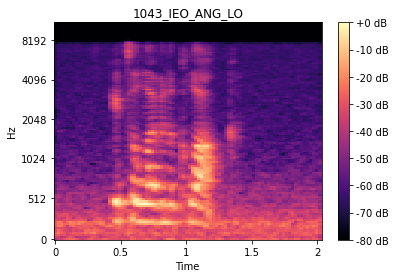 1043_IEO_ANG_LO
8192
4096
2048
1024
512
0
Hz
0
0.5
1
1.5
2
Time
+0 dB
-10 dB
-20 dB
-30 dB
-40 dB
-50 dB
-60 dB
-70 dB
-80 dB